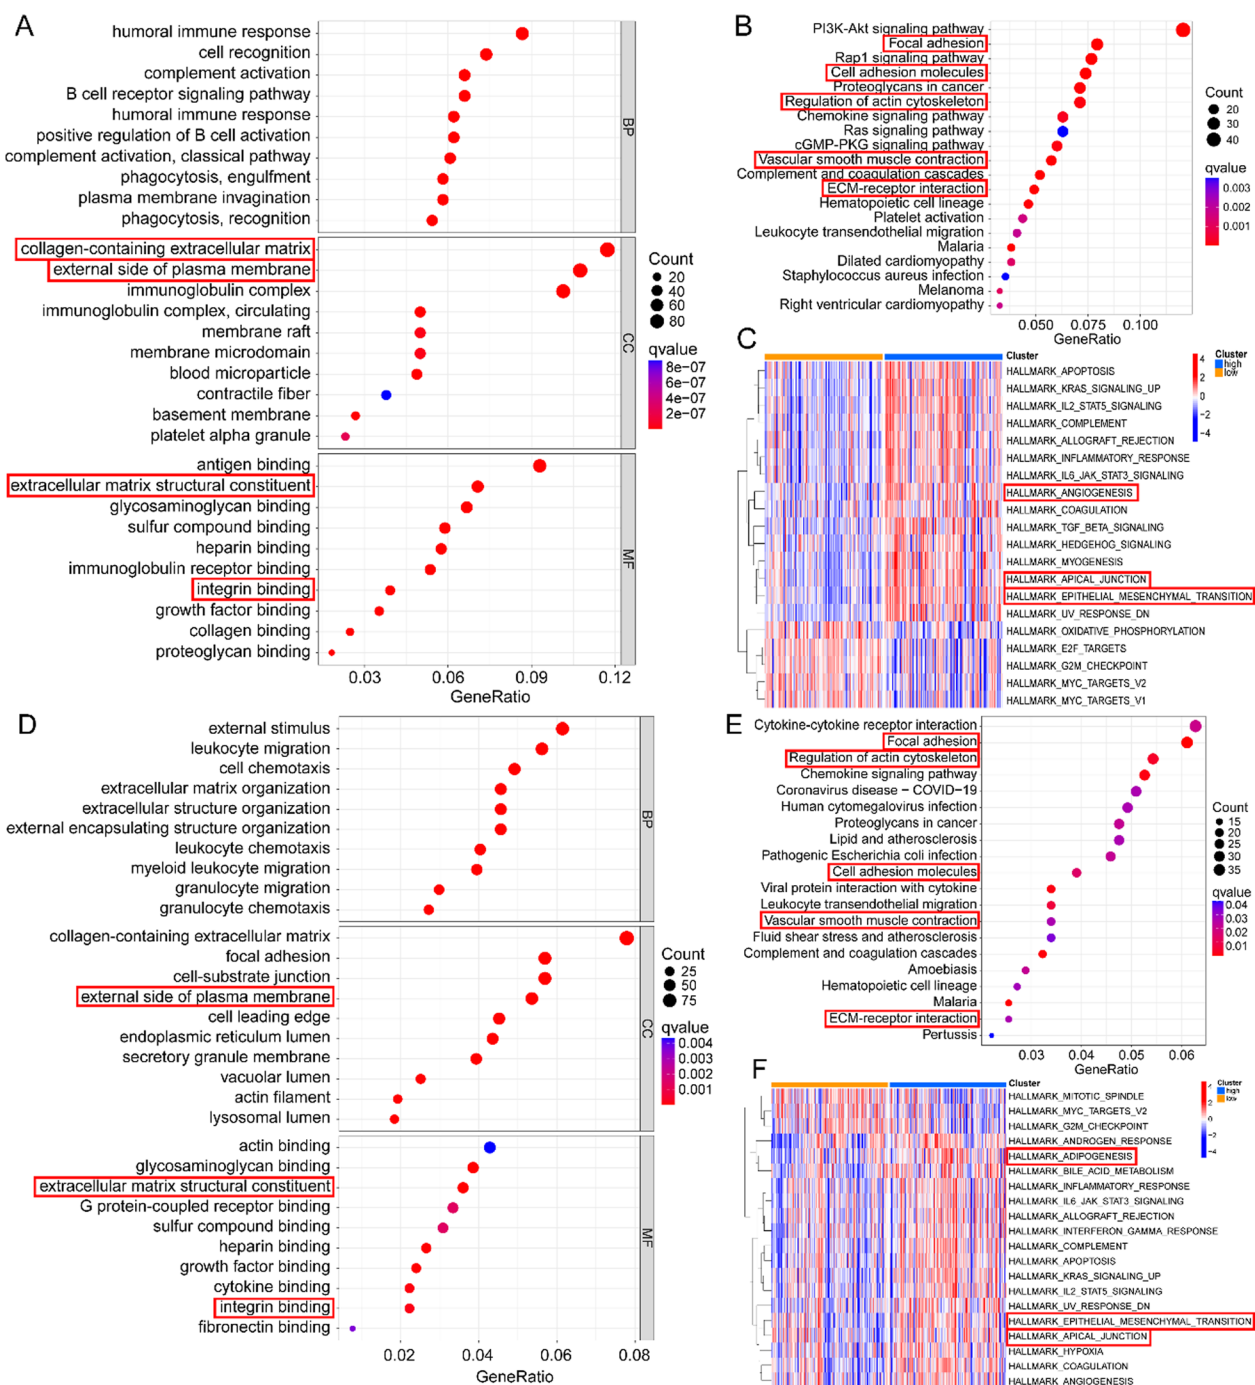 A
humoral immune response
cell recognition
complement activation
B cell receptor signaling pathway
humoral immune response
positive regulation of B cell activation
complement activation, classical pathway
phagocytosis, engulfment
plasma membrane invagination
phagocytosis, recognition
BP
collagen-containing extracellular matrix
external side of plasma membrane
immunoglobulin complex
immunoglobulin complex, circulating
membrane raft
membrane microdomain
blood microparticle
contractile fiber
basement membrane
platelet alpha granule
CC
antigen binding
extracellular matrix structural constituent
glycosaminoglycan binding
sulfur compound binding
heparin binding
immunoglobulin receptor binding
integrin binding
growth factor binding
collagen binding
proteoglycan binding
MF
0.03 0.06 0.09 0.12
GeneRatio
Count
20
40
60
80
qvalue
8e-07
6e-07
4e-07
2e-07
B
PI3K-Akt signaling pathway
Focal adhesion
Rap1 signaling pathway
Cell adhesion molecules
Proteoglycans in cancer
Regulation of actin cytoskeleton
Chemokine signaling pathway
Ras signaling pathway
cGMP-PKG signaling pathway
Vascular smooth muscle contraction
Complement and coagulation cascades
ECM-receptor interaction
Hematopoietic cell lineage
Platelet activation
Leukocyte transendothelial migration
Malaria
Dilated cardiomyopathy
Staphylococcus aureus infection
Melanoma
Right ventricular cardiomyopathy
0.050 0.075 0.100
GeneRatio
Count
20
30
40
qvalue
0.003
0.002
0.001
C
Cluster
HALLMARK_APOPTOSIS
HALLMARK_KRAS_SIGNALING_UP
HALLMARK_IL2_STAT5_SIGNALING
HALLMARK_COMPLEMENT
HALLMARK_ALLOGRAFT_REJECTION
HALLMARK_INFLAMMATORY_RESPONSE
HALLMARK_IL6_JAK_STAT3_SIGNALING
HALLMARK_ANGIOGENESIS
HALLMARK_COAGULATION
HALLMARK_TGF_BETA_SIGNALING
HALLMARK_HEDGEHOG_SIGNALING
HALLMARK_MYOGENESIS
HALLMARK_APICAL_JUNCTION
HALLMARK_EPITHELIAL_MESENCHYMAL_TRANSITION
HALLMARK_UV_RESPONSE_DN
HALLMARK_OXIDATIVE_PHOSPHORYLATION
HALLMARK_E2F_TARGETS
HALLMARK_G2M_CHECKPOINT
HALLMARK_MYC_TARGETS_V2
HALLMARK_MYC_TARGETS_V1
4
2
0
-2
-4
Cluster
high
low
D
external stimulus
leukocyte migration
cell chemotaxis
extracellular matrix organization
extracellular structure organization
external encapsulating structure organization
leukocyte chemotaxis
myeloid leukocyte migration
granulocyte migration
granulocyte chemotaxis
BP
collagen-containing extracellular matrix
focal adhesion
cell-substrate junction
external side of plasma membrane
cell leading edge
endoplasmic reticulum lumen
secretory granule membrane
vacuolar lumen
actin filament
lysosomal lumen
CC
actin binding
glycosaminoglycan binding
extracellular matrix structural constituent
G protein-coupled receptor binding
sulfur compound binding
heparin binding
growth factor binding
cytokine binding
integrin binding
fibronectin binding
MF
0.02 0.04 0.06 0.08
GeneRatio
Count
25
50
75
qvalue
0.004
0.003
0.002
0.001
E
Cytokine-cytokine receptor interaction
Focal adhesion
Regulation of actin cytoskeleton
Chemokine signaling pathway
Coronavirus disease − COVID−19
Human cytomegalovirus infection
Proteoglycans in cancer
Lipid and atherosclerosis
Pathogenic Escherichia coli infection
Cell adhesion molecules
Viral protein interaction with cytokine
Leukocyte transendothelial migration
Vascular smooth muscle contraction
Fluid shear stress and atherosclerosis
Complement and coagulation cascades
Amoebiasis
Hematopoietic cell lineage
Malaria
ECM-receptor interaction
Pertussis
0.03 0.04 0.05 0.06
GeneRatio
Count
15
20
25
30
35
qvalue
0.04
0.03
0.02
0.01
F
Cluster
HALLMARK_MITOTIC_SPINDLE
HALLMARK_MYC_TARGETS_V2
HALLMARK_G2M_CHECKPOINT
HALLMARK_ANDROGEN_RESPONSE
HALLMARK_ADIPOGENESIS
HALLMARK_BILE_ACID_METABOLISM
HALLMARK_INFLAMMATORY_RESPONSE
HALLMARK_IL6_JAK_STAT3_SIGNALING
HALLMARK_ALLOGRAFT_REJECTION
HALLMARK_INTERFERON_GAMMA_RESPONSE
HALLMARK_COMPLEMENT
HALLMARK_APOPTOSIS
HALLMARK_KRAS_SIGNALING_UP
HALLMARK_IL2_STAT5_SIGNALING
HALLMARK_UV_RESPONSE_DN
HALLMARK_EPITHELIAL_MESENCHYMAL_TRANSITION
HALLMARK_APICAL_JUNCTION
HALLMARK_HYPOXIA
HALLMARK_COAGULATION
HALLMARK_ANGIOGENESIS
4
2
0
-2
-4
Cluster
high
low